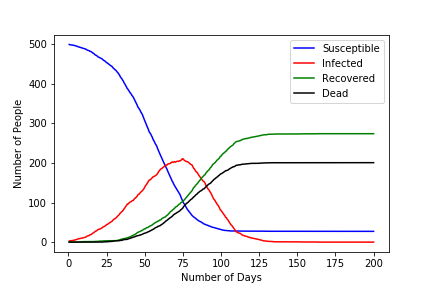 500
400
300
200
100
0
Number of People
Susceptible
Infected
Recovered
Dead
0 25 50 75 100 125 150 175 200
Number of Days